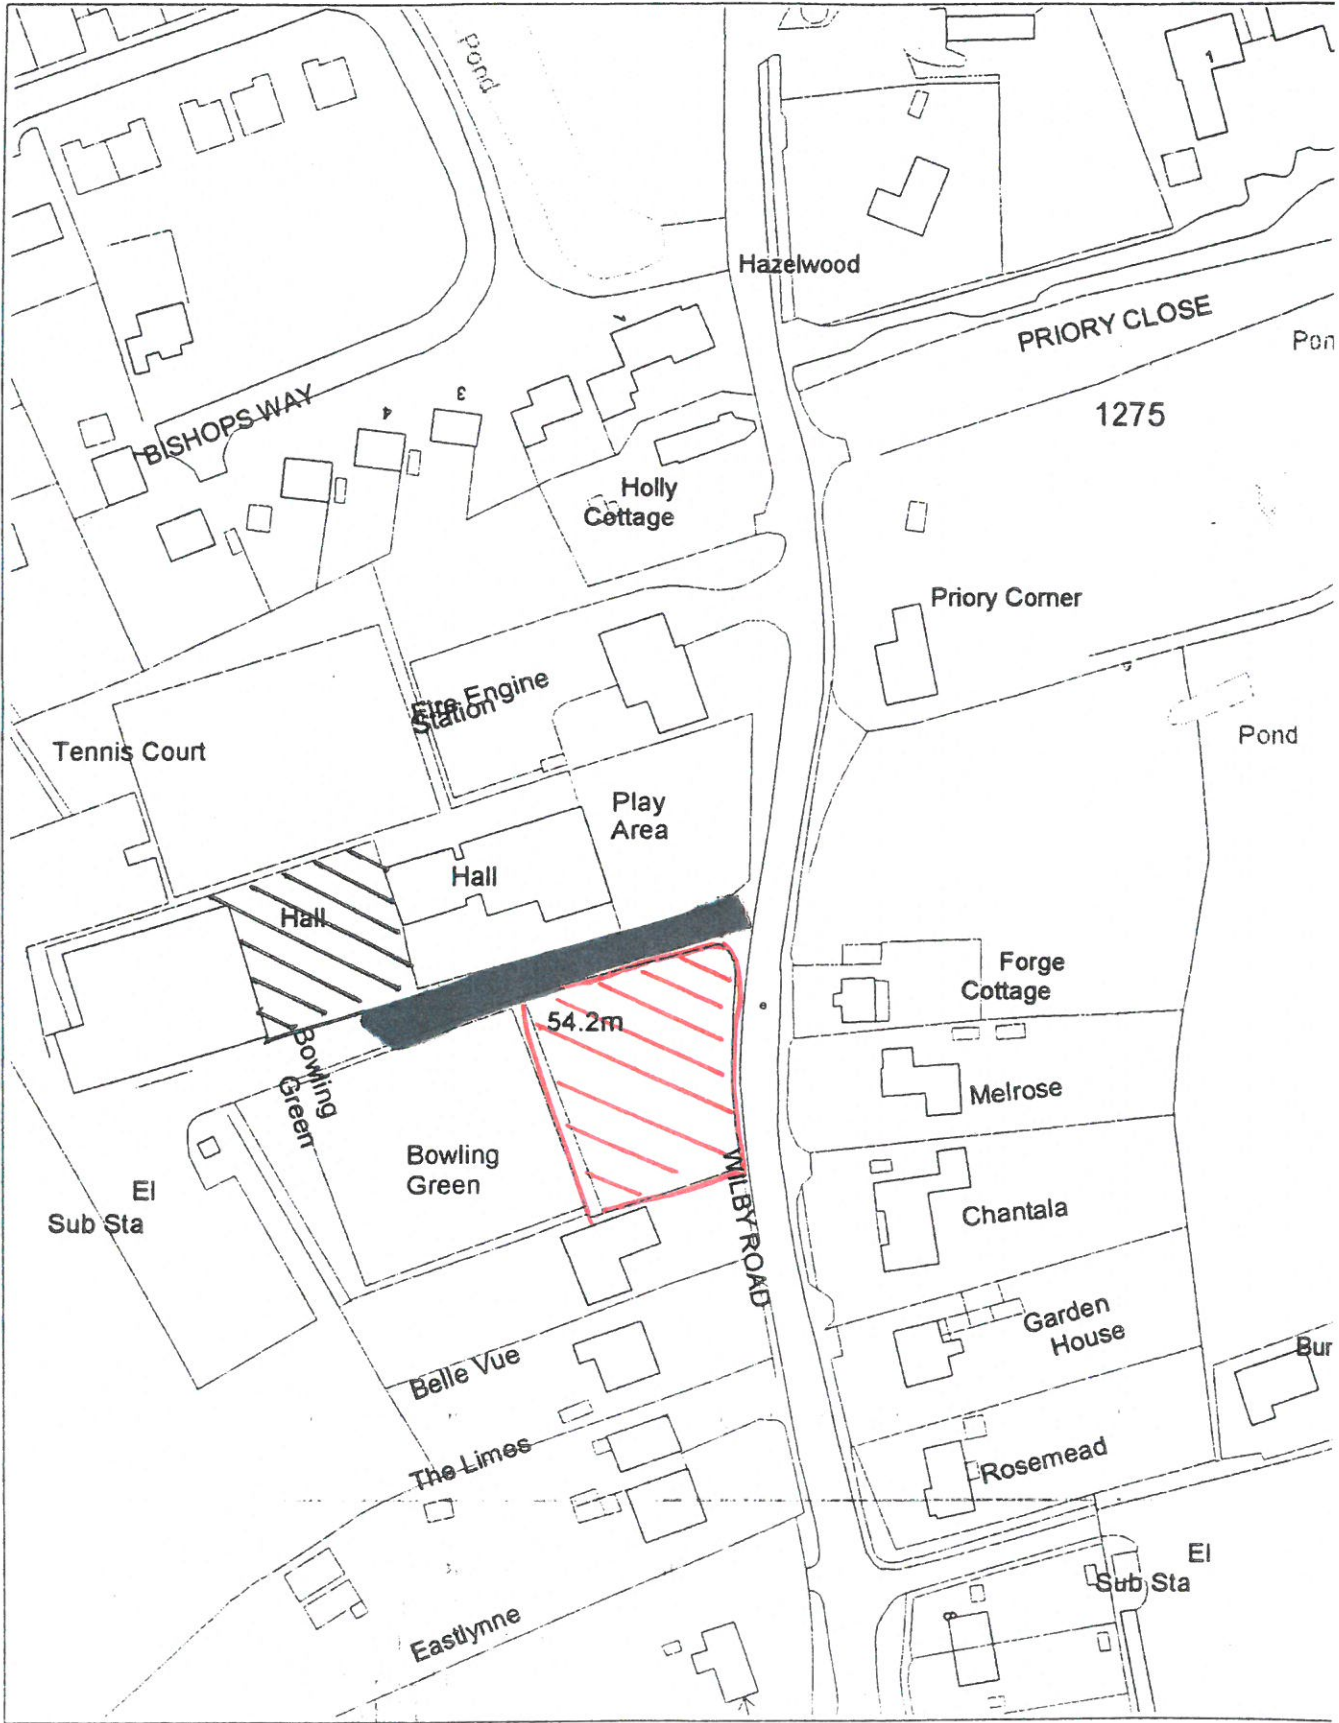 Pond
1
Hazelwood
PRIORY CLOSE
Pon
1275
1
BISHOPS WAY
4
3
Holly
Cottage
Priory Corner
Fire Engine
Station
Tennis Court
Pond
Play
Area
Hall
Hall
Forge
Cottage
54.2m
Bowling
Green
Melrose
Bowling
Green
El
Sub Sta
WILBY ROAD
Chantala
Garden
House
Bur
Belle Vue
The Limes
Rosemead
El
Sub Sta
Eastlynne
8